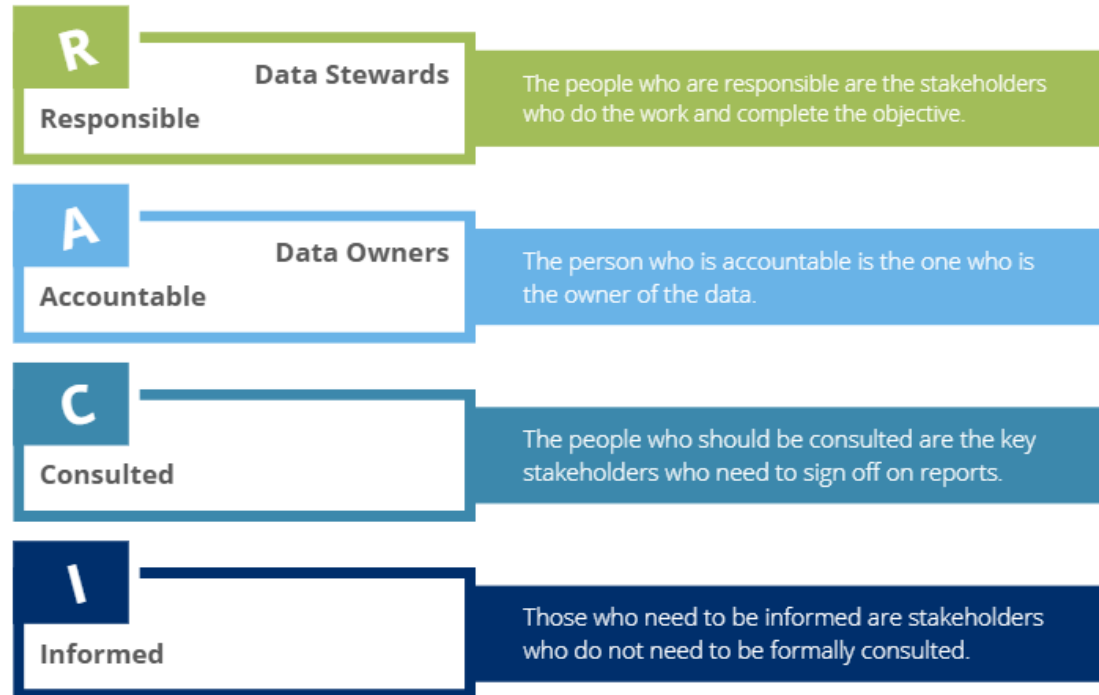 R
Data Stewards
Responsible
The people who are responsible are the stakeholders
who do the work and complete the objective.
A
Data Owners
Accountable
The person who is accountable is the one who is
the owner of the data.
C
Consulted
The people who should be consulted are the key
stakeholders who need to sign off on reports.
I
Informed
Those who need to be informed are stakeholders
who do not need to be formally consulted.